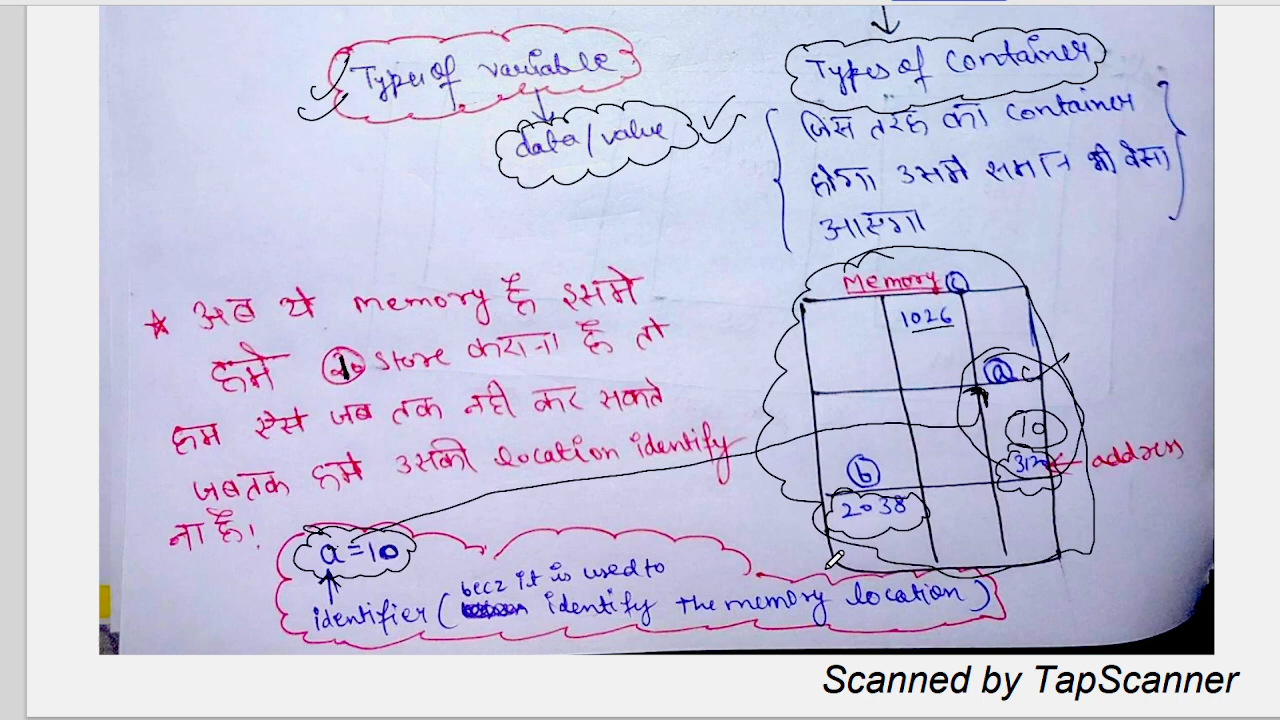 Types of variable
data/value
Types of Container
जिस तरह का container
होगा उसमे समान भी वेसा
आएगा
★ अब ये memory है इसमे
हमे 10 store कराना है तो
हम ऐसे जब तक नही कर सकते
जबतक हमे उसकी location identify
ना हो!
Memory c
1026
a
10
312 ← address
b
2038
a=10
identifier (becz it is used to
identify the memory location)
Scanned by TapScanner